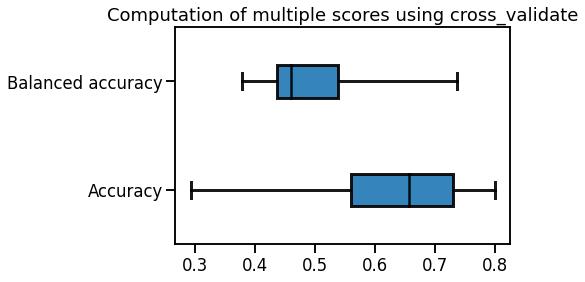 Computation of multiple scores using cross_validate
Balanced accuracy
Accuracy
0.3 0.4 0.5 0.6 0.7 0.8